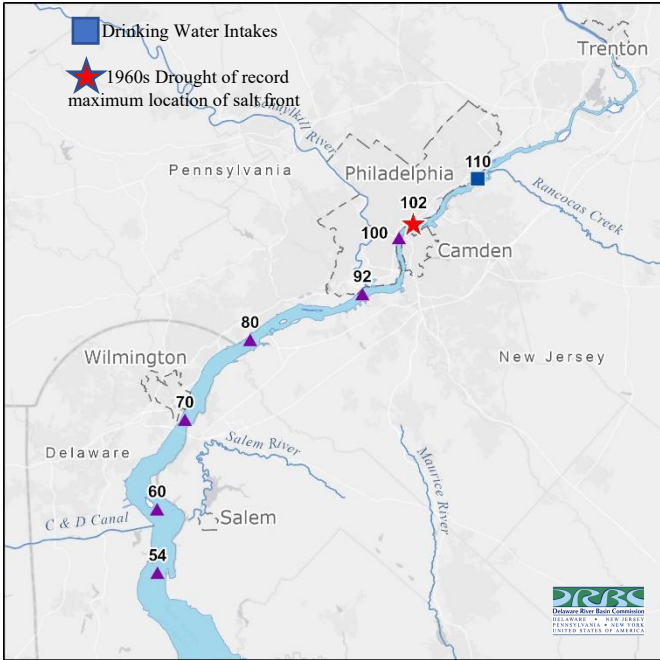 Drinking Water Intakes
1960s Drought of record
maximum location of salt front
Trenton
Schuylkill River
Pennsylvania
Philadelphia
110
Rancocas Creek
102
100
Camden
92
80
New Jersey
Wilmington
70
Delaware
Salem River
Maurice River
60
C & D Canal
Salem
54
DRBC
Delaware River Basin Commission
DELAWARE • NEW JERSEY
PENNSYLVANIA • NEW YORK
UNITED STATES OF AMERICA